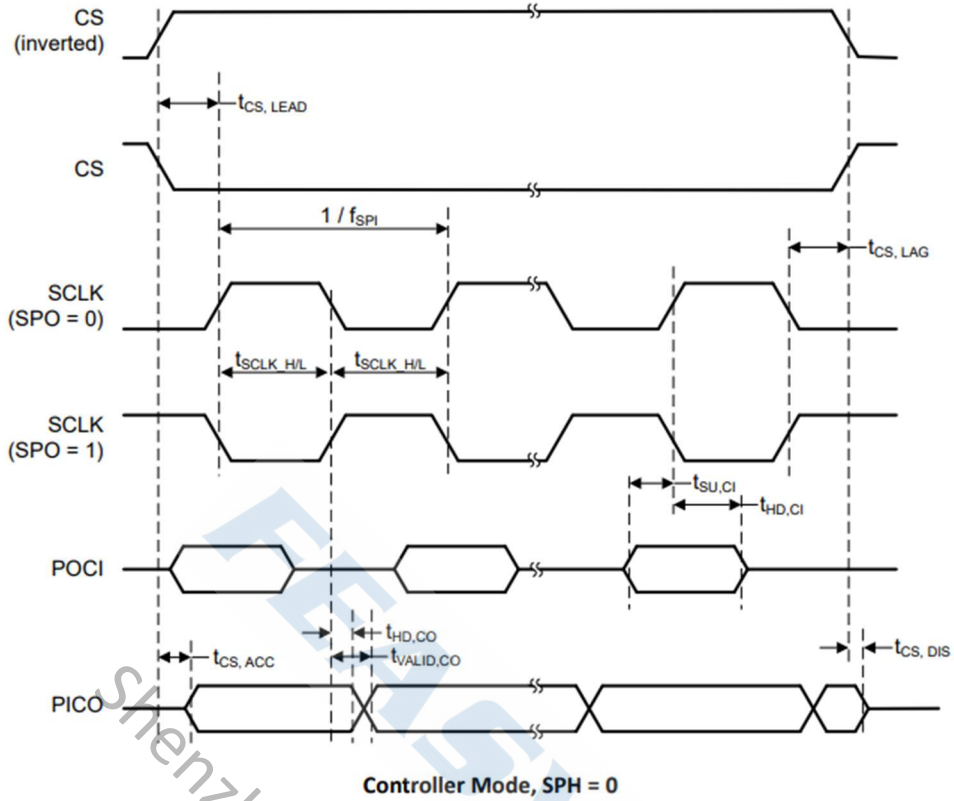 CS
(inverted)
tCS, LEAD
CS
1 / fSPI
tCS, LAG
SCLK
(SPO = 0)
tSCLK_H/L tSCLK_H/L
SCLK
(SPO = 1)
tSU,CI
tHD,CI
POCI
tHD,CO
tVALID,CO
tCS, ACC
tCS, DIS
PICO
Controller Mode, SPH = 0